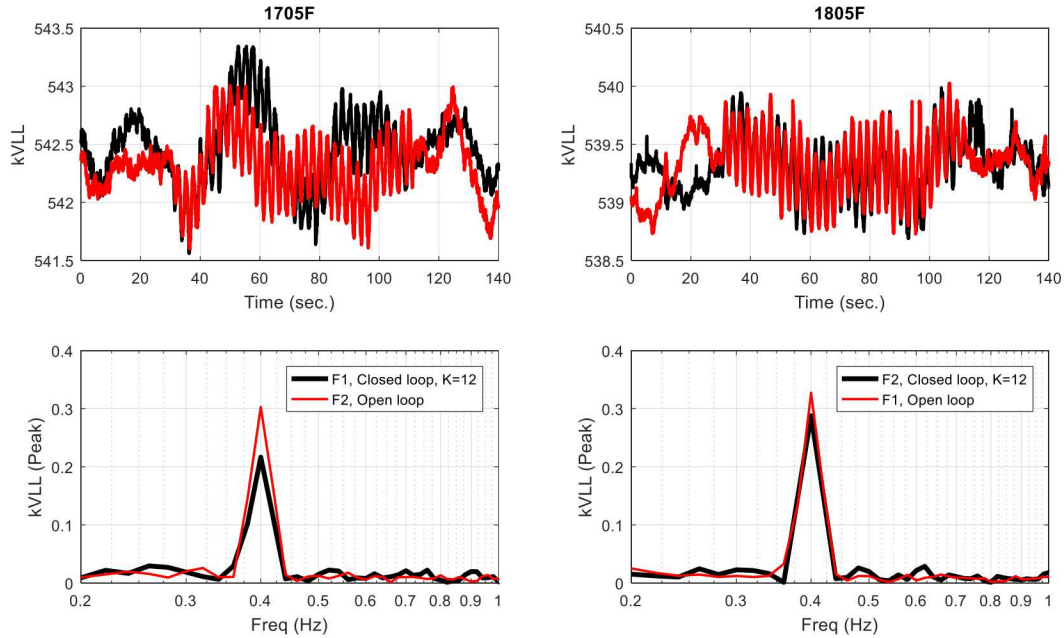 1705F
543.5
543
542.5
542
541.5
kVLL
0 20 40 60 80 100 120 140
Time (sec.)
1805F
540.5
540
539.5
539
538.5
kVLL
0 20 40 60 80 100 120 140
Time (sec.)
0.4
0.3
0.2
0.1
0
kVLL (Peak)
F1, Closed loop, K=12
F2, Open loop
0.2 0.3 0.4 0.5 0.6 0.7 0.8 0.9 1
Freq (Hz)
0.4
0.3
0.2
0.1
0
kVLL (Peak)
F2, Closed loop, K=12
F1, Open loop
0.2 0.3 0.4 0.5 0.6 0.7 0.8 0.9 1
Freq (Hz)